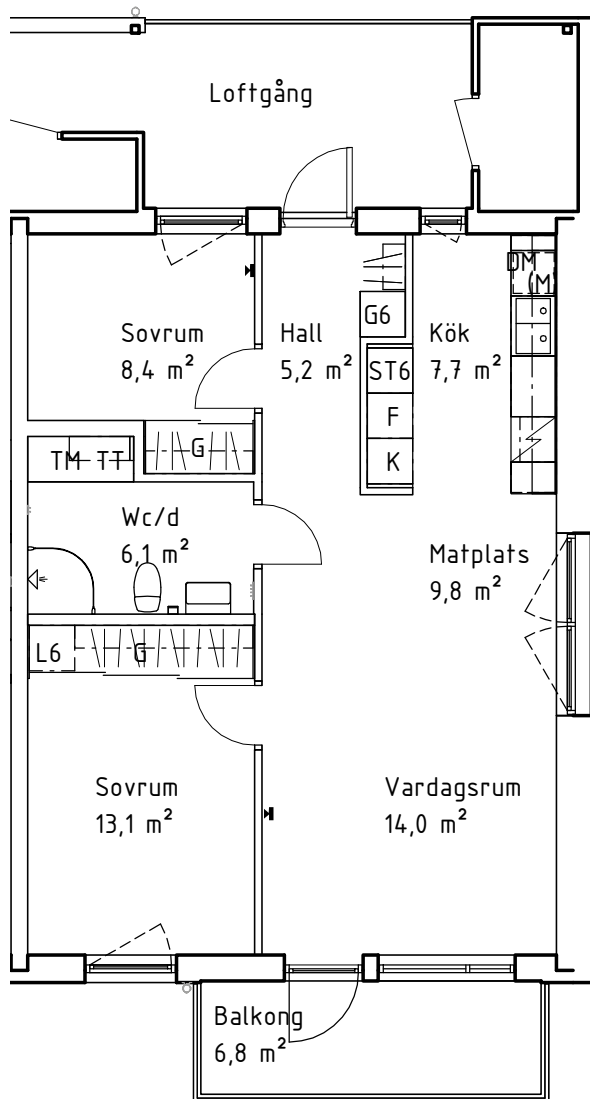 Loftgång
DM
(M)
G6
Sovrum
8,4 m²
Hall
5,2 m²
Kök
7,7 m²
ST6
F
K
G
TM TT
Wc/d
6,1 m²
Matplats
9,8 m²
L6
G
Sovrum
13,1 m²
Vardagsrum
14,0 m²
Balkong
6,8 m²